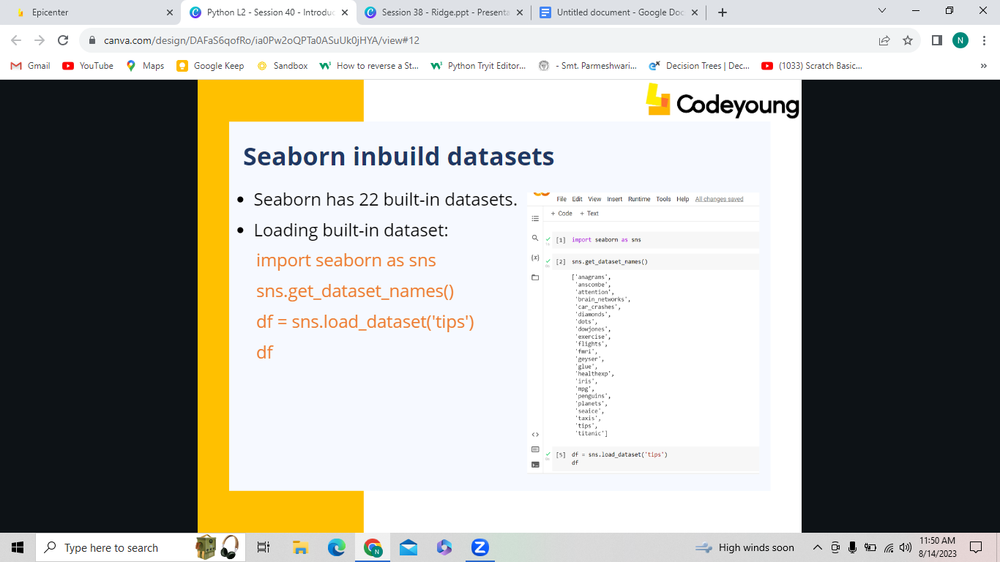 Epicenter
Python L2 - Session 40 - Introduc
Session 38 - Ridge.ppt - Presenta
Untitled document - Google Doc
canva.com/design/DAFaS6qofRo/ia0Pw2oQPTa0ASuUk0jHYA/view#12
N
Gmail
YouTube
Maps
Google Keep
Sandbox
How to reverse a St...
Python Tryit Editor...
- Smt. Parmeshwari...
Decision Trees | Dec...
(1033) Scratch Basic...
»
Codeyoung
Seaborn inbuild datasets
• Seaborn has 22 built-in datasets.
• Loading built-in dataset:
import seaborn as sns
sns.get_dataset_names()
df = sns.load_dataset('tips')
df
File Edit View Insert Runtime Tools Help All changes saved
+ Code + Text
[1] import seaborn as sns
[2] sns.get_dataset_names()
['anagrams',
'anscombe',
'attention',
'brain_networks',
'car_crashes',
'diamonds',
'dots',
'dowjones',
'exercise',
'flights',
'fmri',
'geyser',
'glue',
'healthexp',
'iris',
'mpg',
'penguins',
'planets',
'seaice',
'taxis',
'tips',
'titanic']
[5] df = sns.load_dataset('tips')
df
Type here to search
High winds soon
11:50 AM
8/14/2023